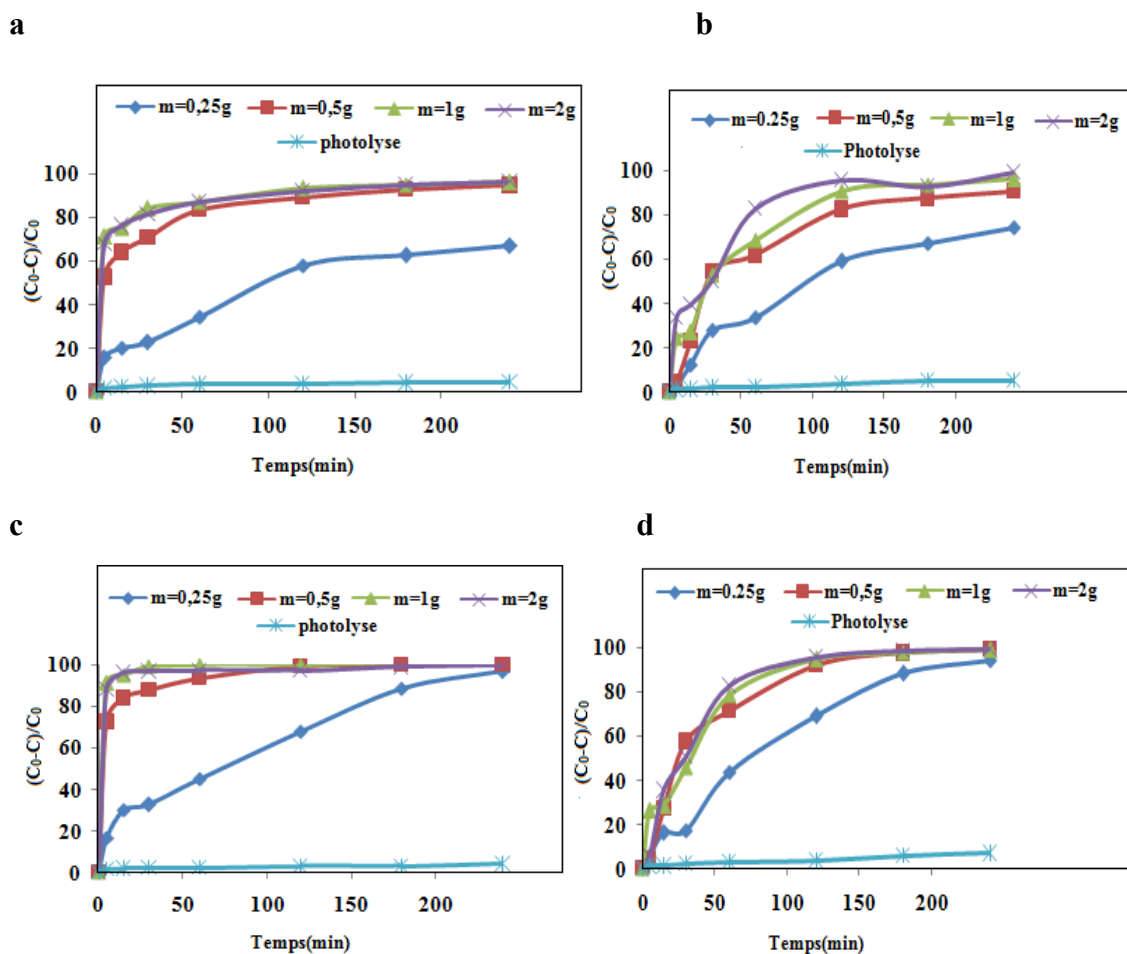 a
m=0,25g m=0,5g m=1g m=2g
photolyse
(C₀-C)/C₀
100
80
60
40
20
0
0 50 100 150 200
Temps(min)
b
m=0.25g m=0,5g m=1g m=2g
Photolyse
(C₀-C)/C₀
100
80
60
40
20
0
0 50 100 150 200
Temps(min)
c
m=0,25g m=0,5g m=1g m=2g
photolyse
(C₀-C)/C₀
100
80
60
40
20
0
0 50 100 150 200
Temps(min)
d
m=0.25g m=0,5g m=1g m=2g
Photolyse
(C₀-C)/C₀
100
80
60
40
20
0
0 50 100 150 200
Temps(min)